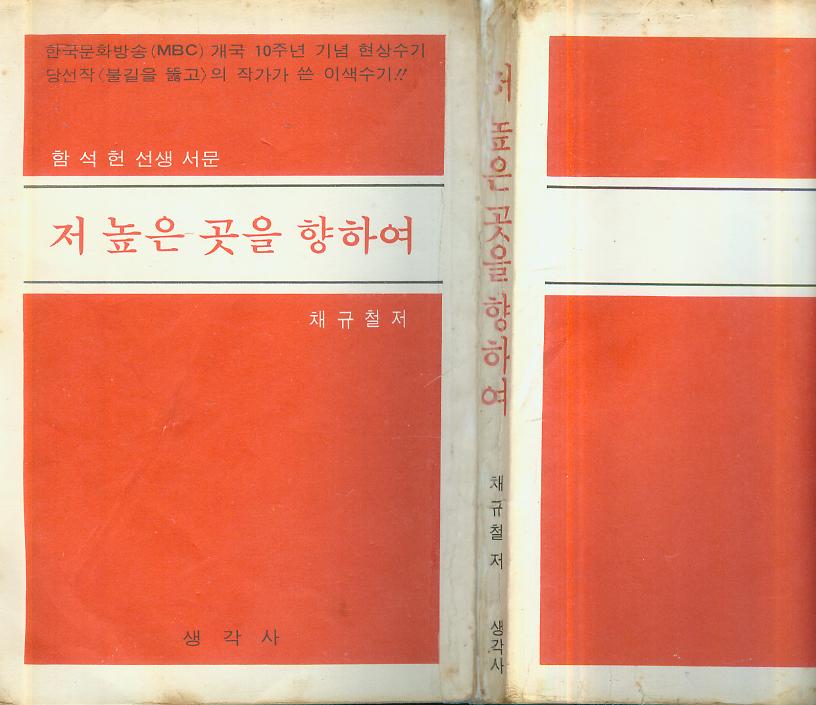 한국문화방송(MBC) 개국 10주년 기념 현상수기
당선작〈불길을 뚫고〉의 작가가 쓴 이색수기!!
함 석 헌 선생 서문
저 높은 곳을 향하여
채 규 철 저
생 각 사
저 높은 곳을 향하여
채 규 철 저
생각사